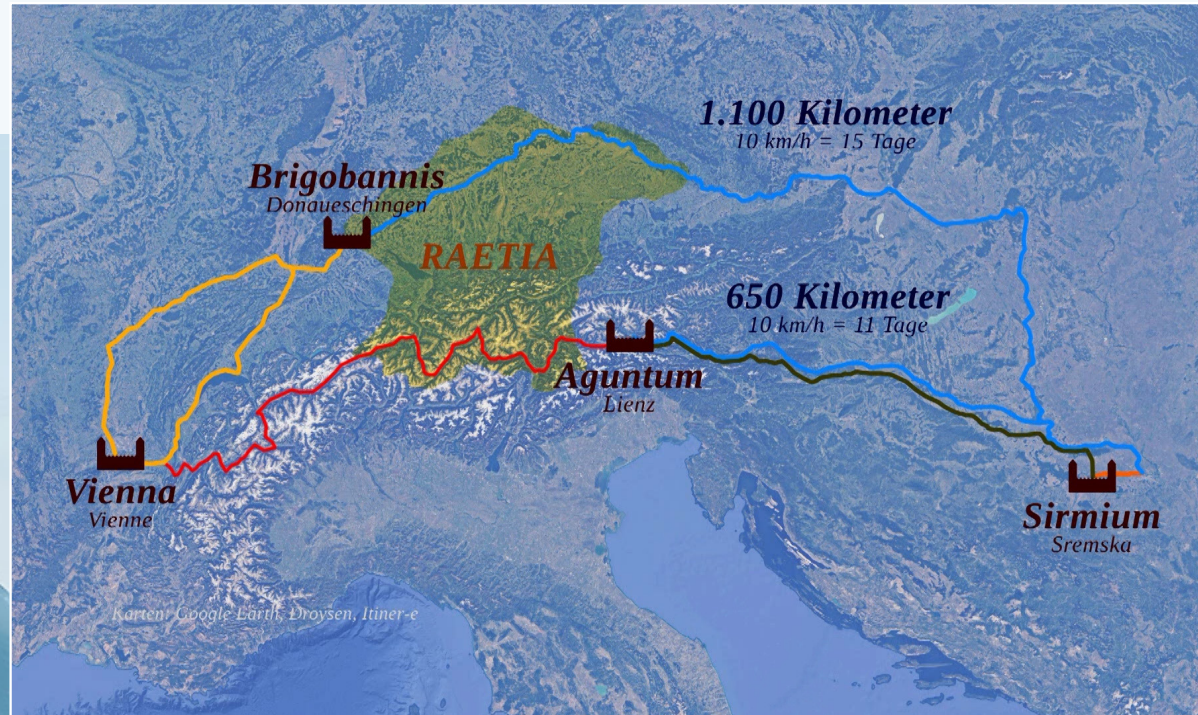 1.100 Kilometer
10 km/h = 15 Tage
Brigobannis
Donaueschingen
RAETIA
650 Kilometer
10 km/h = 11 Tage
Aguntum
Lienz
Vienna
Vienne
Sirmium
Sremska
Karten: Google Earth, Droysen, Itiner-e